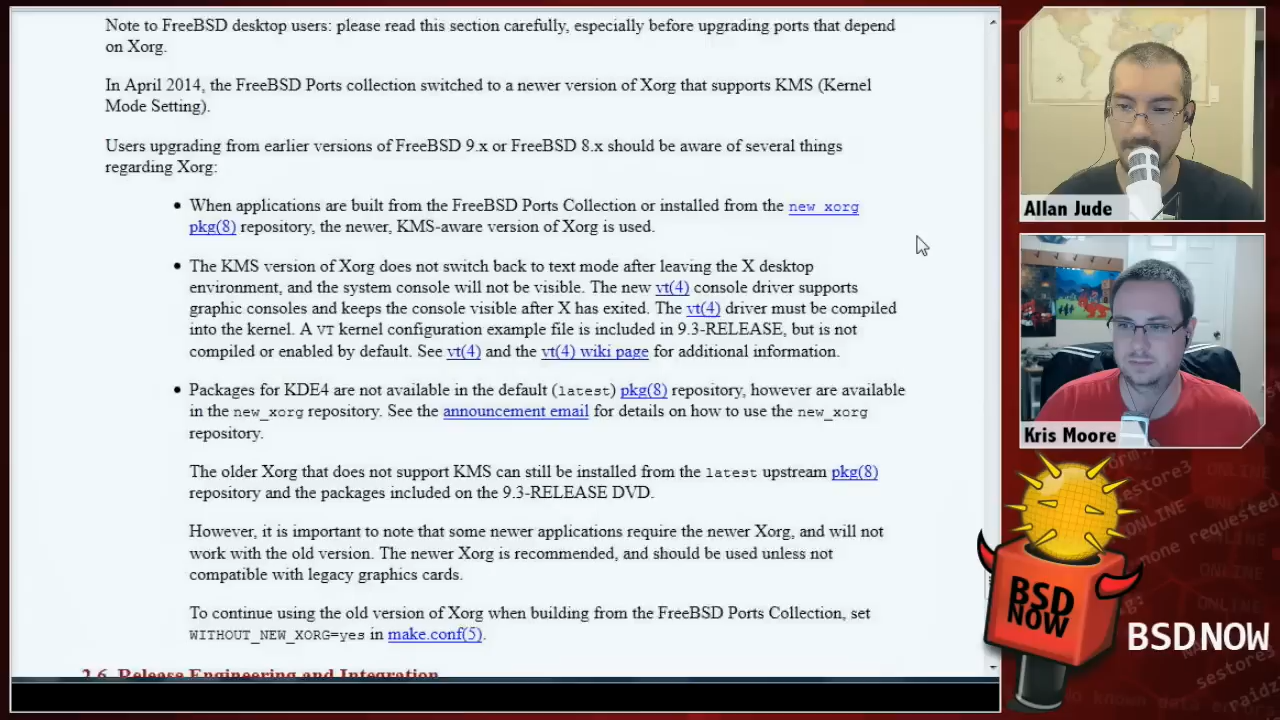 Note to FreeBSD desktop users: please read this section carefully, especially before upgrading ports that depend
on Xorg.
In April 2014, the FreeBSD Ports collection switched to a newer version of Xorg that supports KMS (Kernel
Mode Setting).
Users upgrading from earlier versions of FreeBSD 9.x or FreeBSD 8.x should be aware of several things
regarding Xorg:
• When applications are built from the FreeBSD Ports Collection or installed from the new_xorg
pkg(8) repository, the newer, KMS-aware version of Xorg is used.
• The KMS version of Xorg does not switch back to text mode after leaving the X desktop
environment, and the system console will not be visible. The new vt(4) console driver supports
graphic consoles and keeps the console visible after X has exited. The vt(4) driver must be compiled
into the kernel. A VT kernel configuration example file is included in 9.3-RELEASE, but is not
compiled or enabled by default. See vt(4) and the vt(4) wiki page for additional information.
• Packages for KDE4 are not available in the default (latest) pkg(8) repository, however are available
in the new_xorg repository. See the announcement email for details on how to use the new_xorg
repository.
The older Xorg that does not support KMS can still be installed from the latest upstream pkg(8)
repository and the packages included on the 9.3-RELEASE DVD.
However, it is important to note that some newer applications require the newer Xorg, and will not
work with the old version. The newer Xorg is recommended, and should be used unless not
compatible with legacy graphics cards.
To continue using the old version of Xorg when building from the FreeBSD Ports Collection, set
WITHOUT_NEW_XORG=yes in make.conf(5).
2.6. Release Engineering and Integration
Allan Jude
Kris Moore
BSD
NOW
BSD NOW